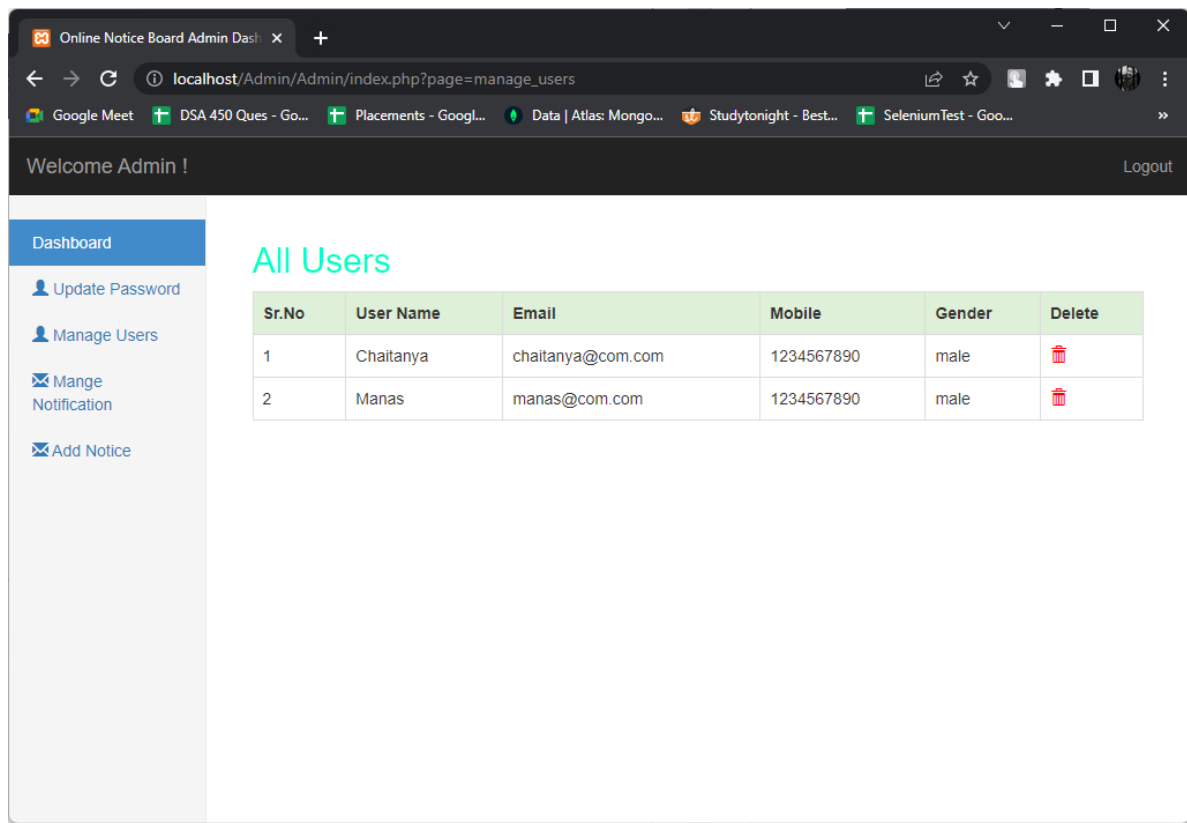 Online Notice Board Admin Dash
localhost/Admin/Admin/index.php?page=manage_users
Google Meet DSA 450 Ques - Go... Placements - Googl... Data | Atlas: Mongo... Studytonight - Best... SeleniumTest - Goo... »
Welcome Admin ! Logout
Dashboard
Update Password
Manage Users
Mange
Notification
Add Notice
All Users
Sr.No User Name Email Mobile Gender Delete
1 Chaitanya chaitanya@com.com 1234567890 male
2 Manas manas@com.com 1234567890 male